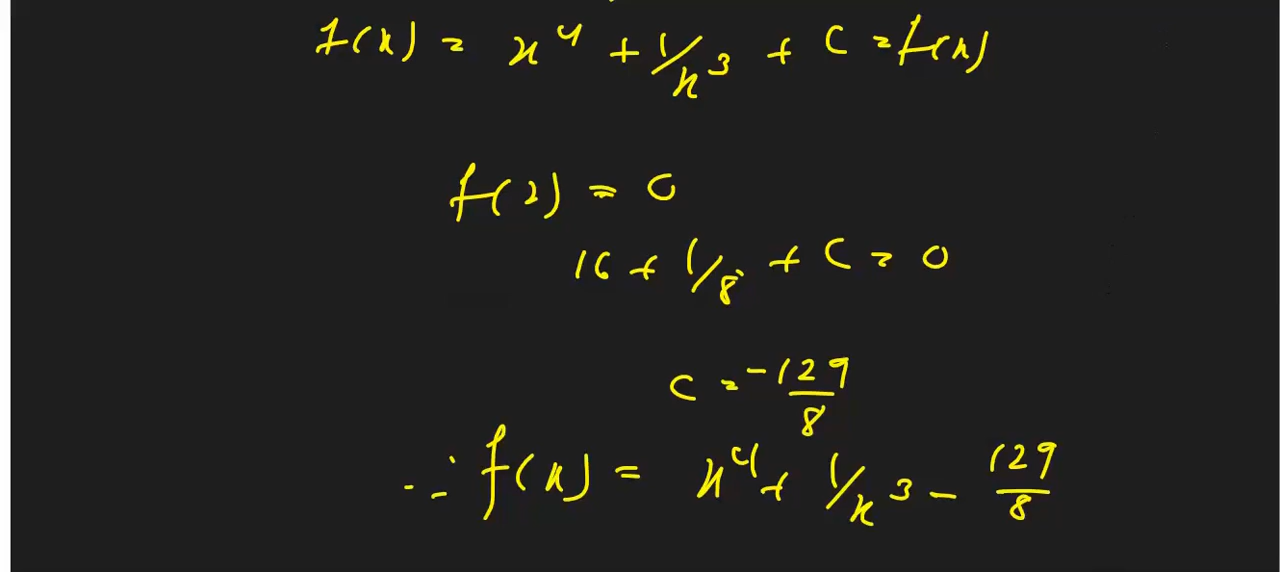 f(x) = x⁴ + 1/x³ + C = f(x)
f(2) = 0
16 + 1/8 + C = 0
C = -129/8
∴ f(x) = x⁴ + 1/x³ - 129/8